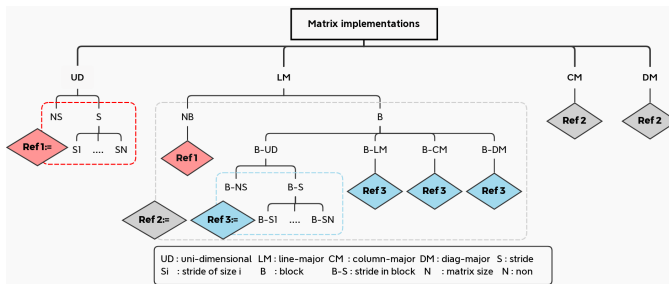 Matrix implementations
UD LM CM DM
NS S NB B Ref 2 Ref 2
Ref 1:= S1 .... SN Ref 1 B-UD B-LM B-CM B-DM
B-NS B-S Ref 3 Ref 3 Ref 3
Ref 2:= Ref 3:= B-S1 .... B-SN
UD : uni-dimensional LM : line-major CM : column-major DM : diag-major S : stride
Si : stride of size i B : block B-S : stride in block N : matrix size N : non